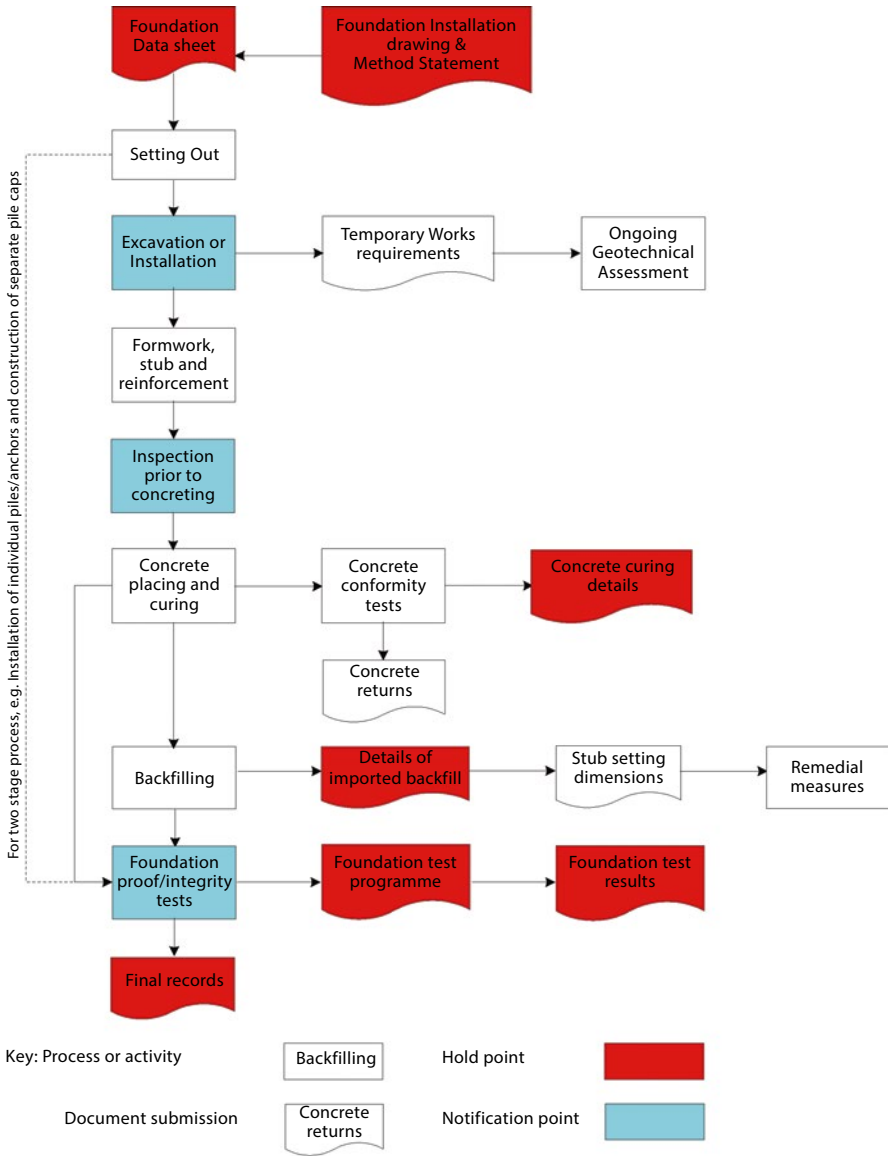 Foundation
Data sheet
Foundation Installation
drawing &
Method Statement
Setting Out
For two stage process, e.g. Installation of individual piles/anchors and construction of separate pile caps
Excavation or
Installation
Temporary Works
requirements
Ongoing
Geotechnical
Assessment
Formwork,
stub and
reinforcement
Inspection
prior to
concreting
Concrete
placing and
curing
Concrete
conformity
tests
Concrete curing
details
Concrete
returns
Backfilling
Details of
imported backfill
Stub setting
dimensions
Remedial
measures
Foundation
proof/integrity
tests
Foundation test
programme
Foundation test
results
Final records
Key: Process or activity
Backfilling
Hold point
Document submission
Concrete
returns
Notification point